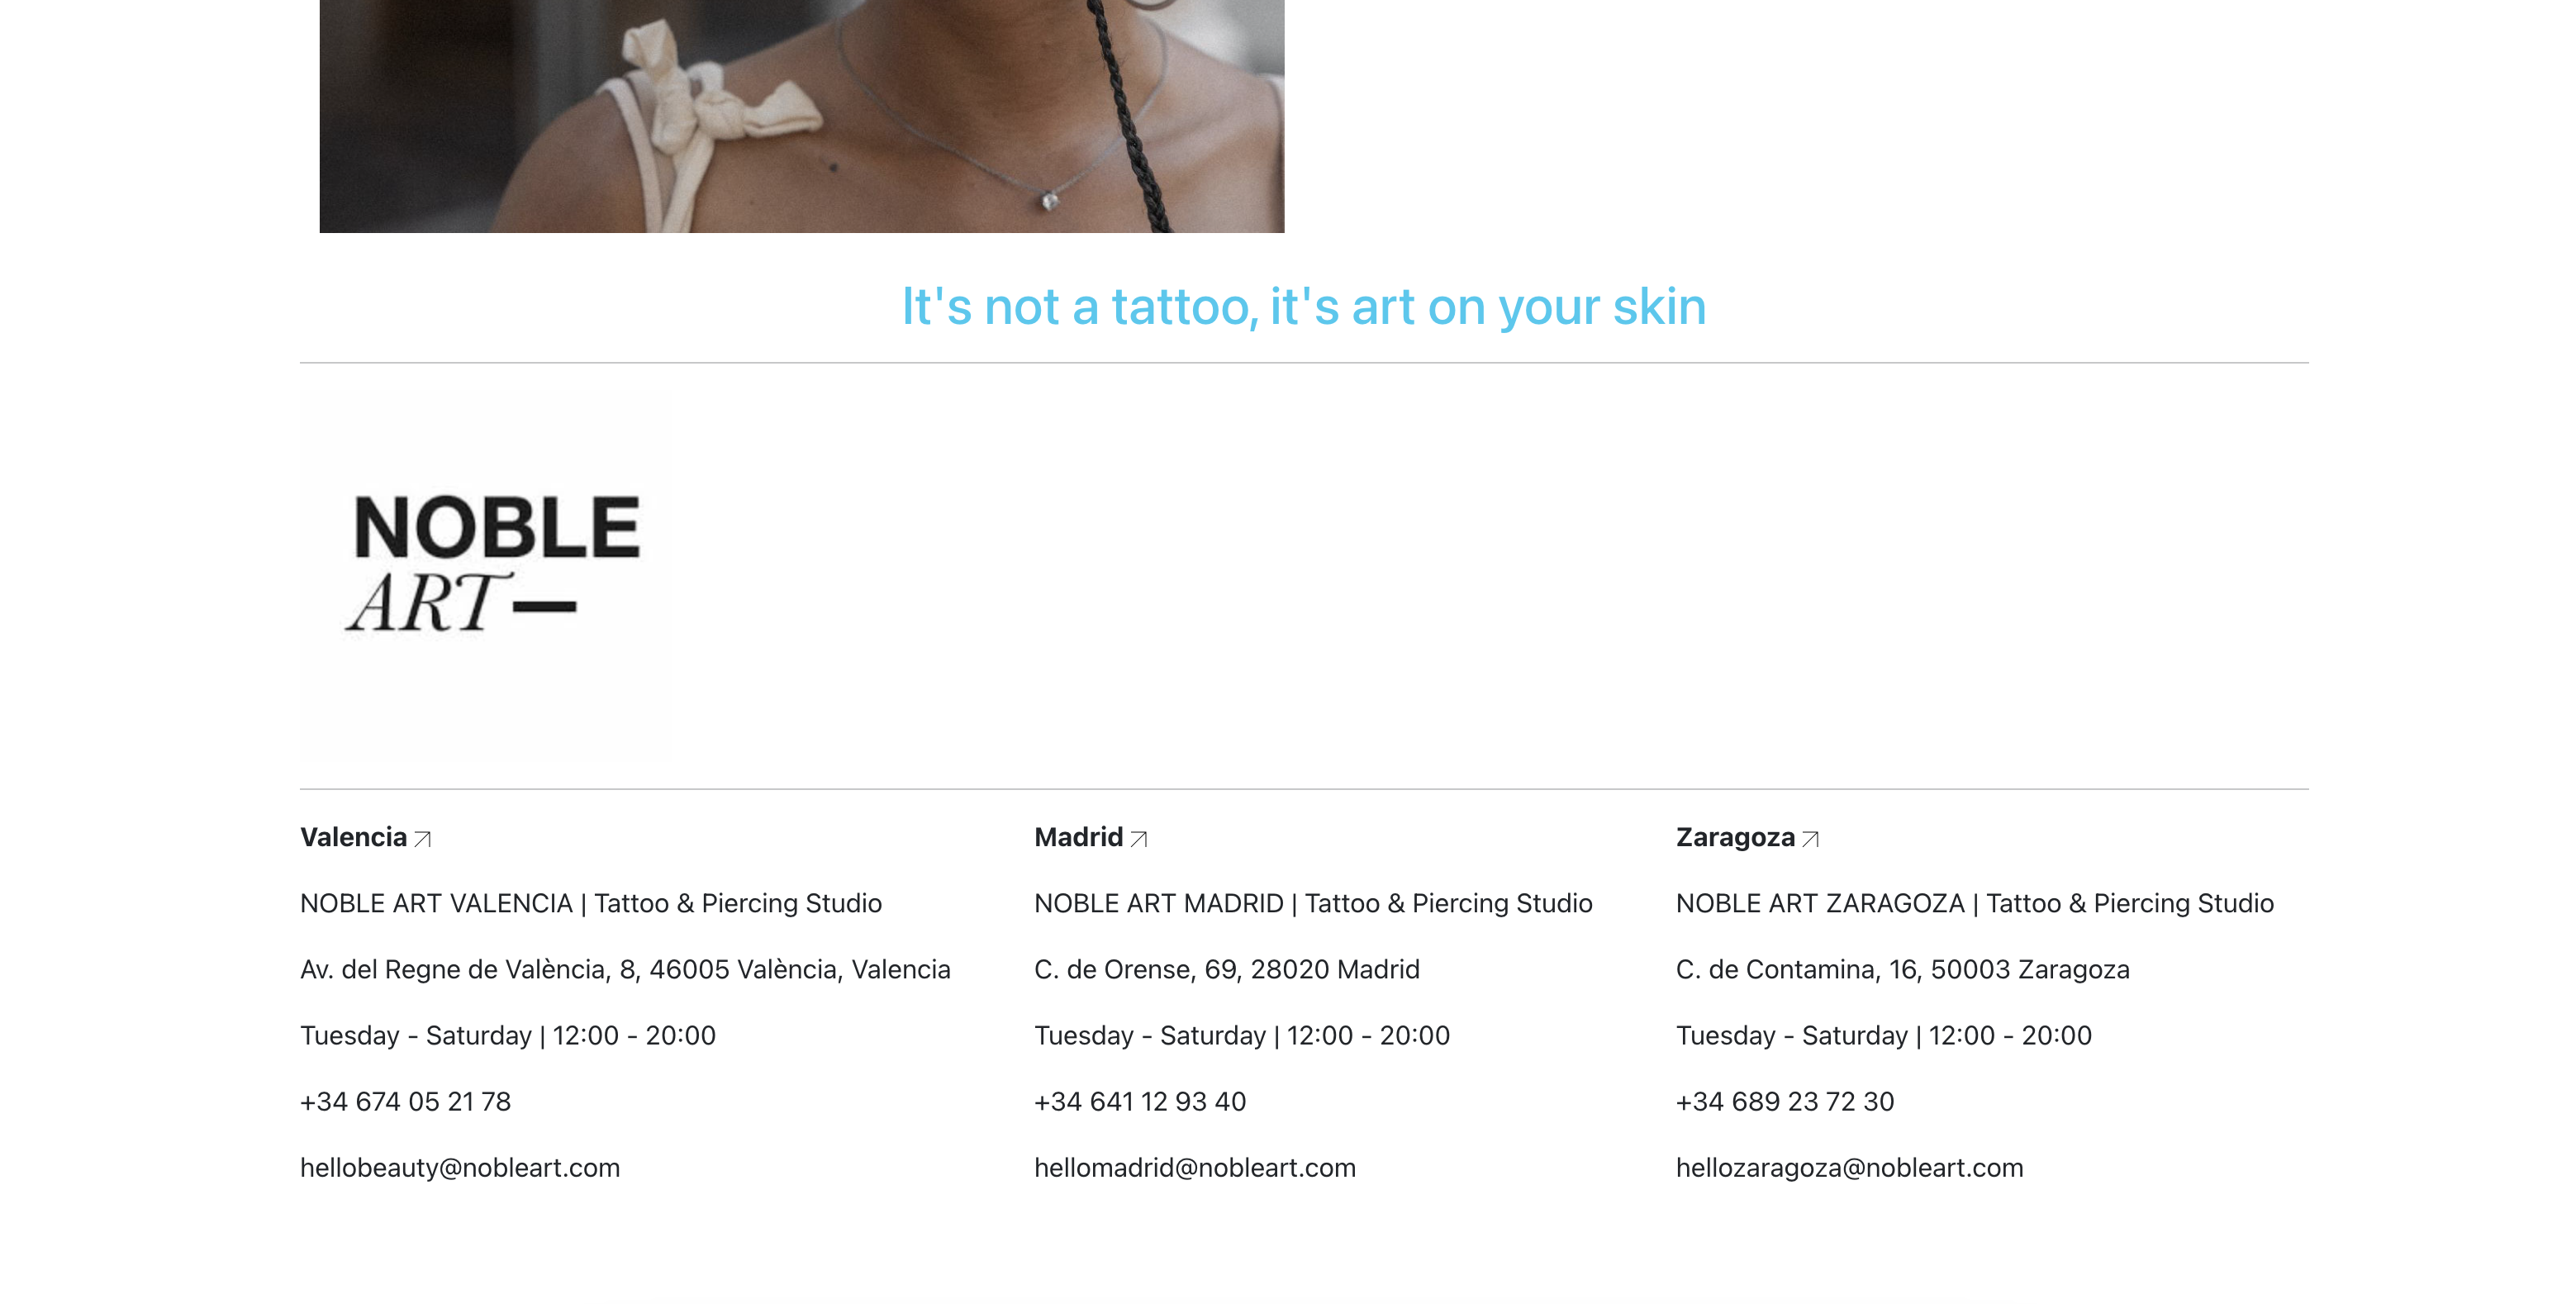 It's not a tattoo, it's art on your skin
NOBLE
ART—
Valencia
NOBLE ART VALENCIA | Tattoo & Piercing Studio
Av. del Regne de València, 8, 46005 València, Valencia
Tuesday - Saturday | 12:00 - 20:00
+34 674 05 21 78
hellobeauty@nobleart.com
Madrid
NOBLE ART MADRID | Tattoo & Piercing Studio
C. de Orense, 69, 28020 Madrid
Tuesday - Saturday | 12:00 - 20:00
+34 641 12 93 40
hellomadrid@nobleart.com
Zaragoza
NOBLE ART ZARAGOZA | Tattoo & Piercing Studio
C. de Contamina, 16, 50003 Zaragoza
Tuesday - Saturday | 12:00 - 20:00
+34 689 23 72 30
hellozaragoza@nobleart.com